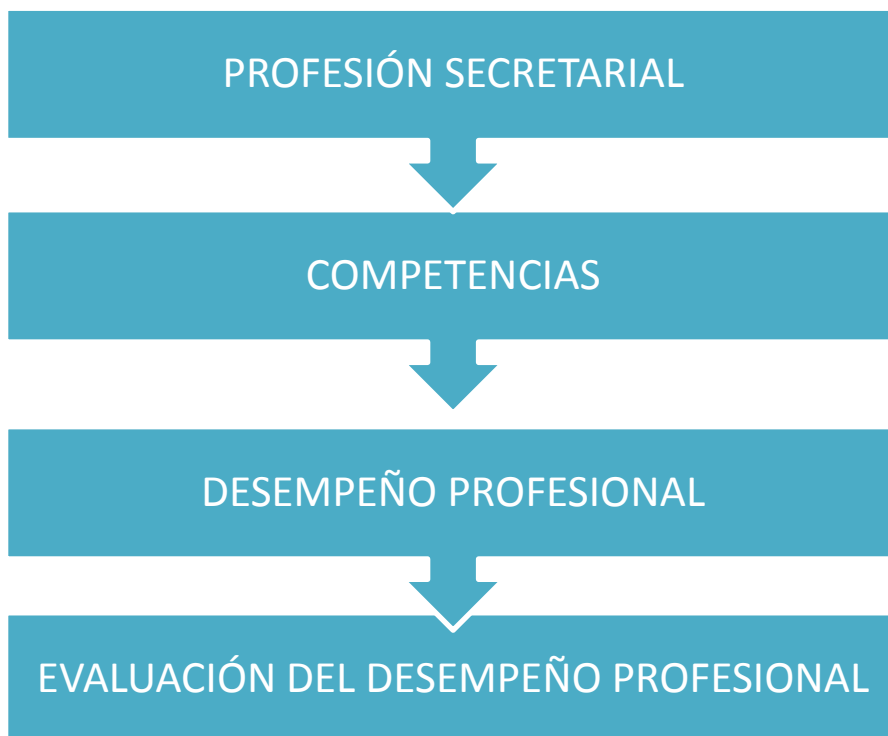 PROFESIÓN SECRETARIAL
COMPETENCIAS
DESEMPEÑO PROFESIONAL
EVALUACIÓN DEL DESEMPEÑO PROFESIONAL